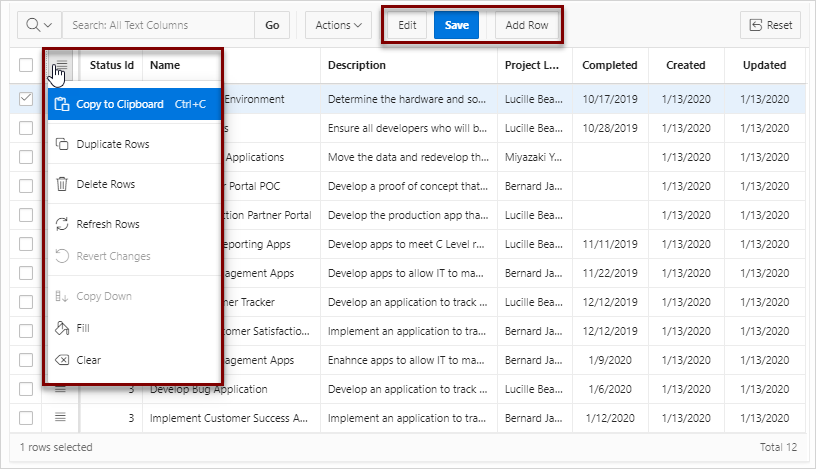 Search: All Text Columns Go Actions Edit Save Add Row Reset
Status Id Name Description Project L... Completed Created Updated
Environment Determine the hardware and so... Lucille Bea... 10/17/2019 1/13/2020 1/13/2020
Copy to Clipboard Ctrl+C
s Ensure all developers who will b... Lucille Bea... 10/28/2019 1/13/2020 1/13/2020
Duplicate Rows
Applications Move the data and redevelop th... Miyazaki Y... 1/13/2020 1/13/2020
Delete Rows
r Portal POC Develop a proof of concept that... Bernard Ja... 1/13/2020 1/13/2020
ction Partner Portal Develop the production app tha... Lucille Bea... 1/13/2020 1/13/2020
Refresh Rows
eporting Apps Develop apps to meet C Level r... Lucille Bea... 11/11/2019 1/13/2020 1/13/2020
Revert Changes
agement Apps Develop apps to allow IT to ma... Bernard Ja... 11/22/2019 1/13/2020 1/13/2020
Copy Down
mer Tracker Develop an application to track ... Lucille Bea... 12/12/2019 1/13/2020 1/13/2020
Fill
omer Satisfactio... Implement an application to tra... Bernard Ja... 12/12/2019 1/13/2020 1/13/2020
Clear
agement Apps Enahnce apps to allow IT to ma... Bernard Ja... 1/9/2020 1/13/2020 1/13/2020
3 Develop Bug Application Develop an application to track ... Lucille Bea... 1/6/2020 1/13/2020 1/13/2020
3 Implement Customer Success A... Implement an application to tra... Bernard Ja... 1/12/2020 1/13/2020 1/13/2020
1 rows selected Total 12